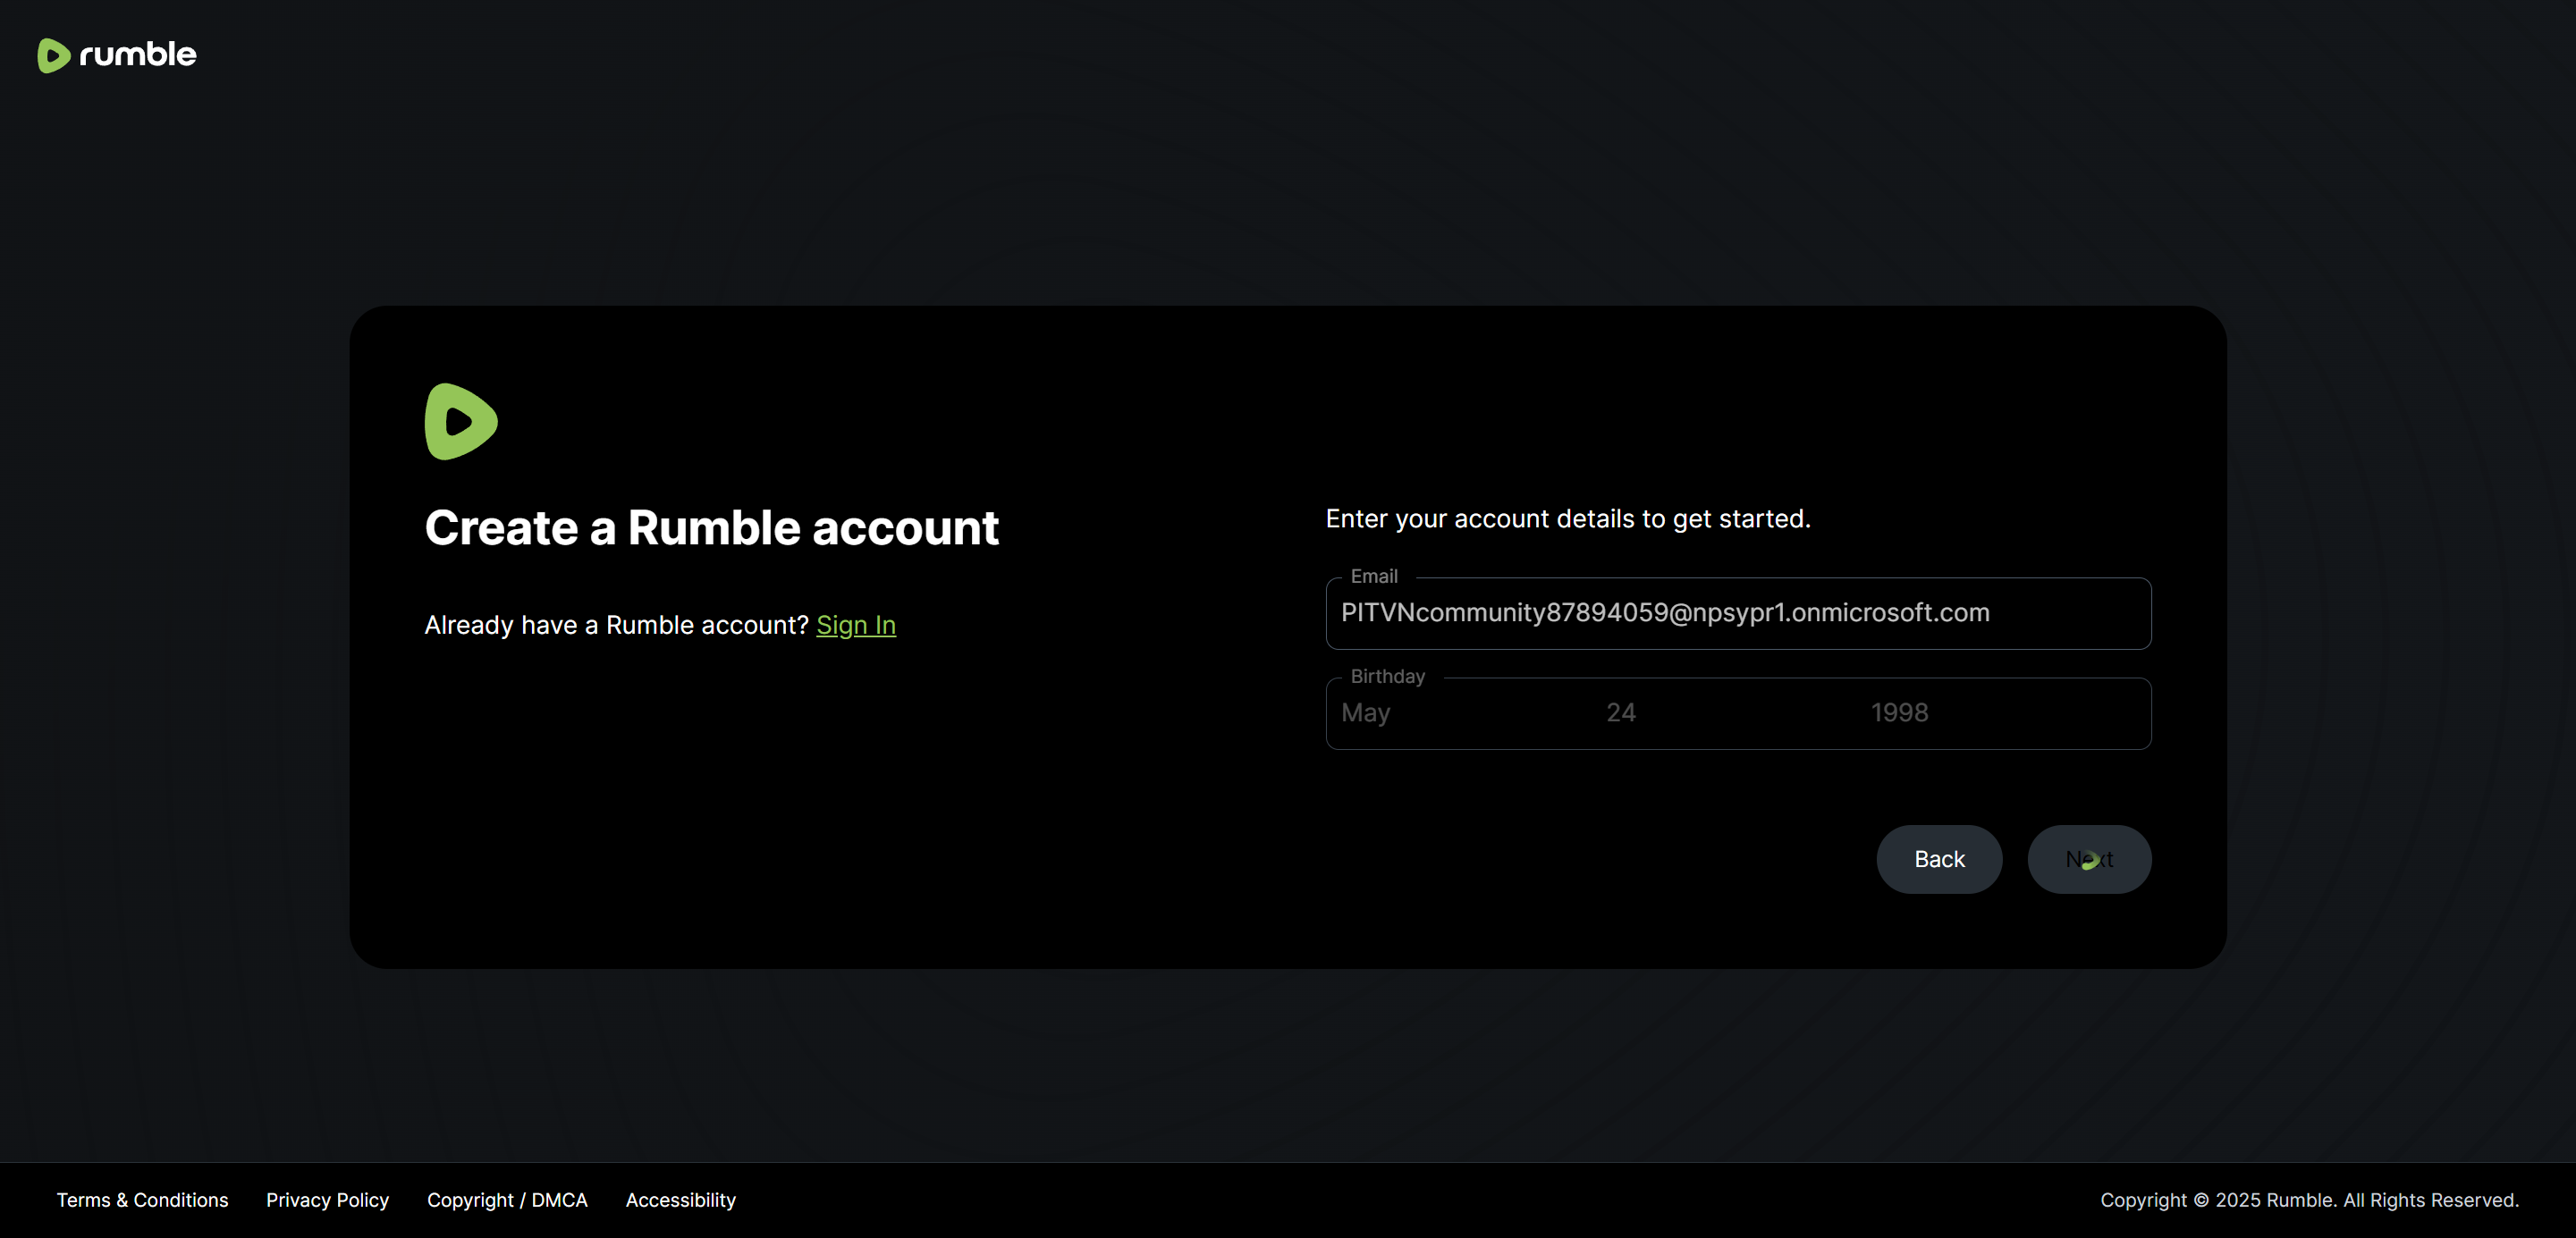 rumble
Create a Rumble account
Already have a Rumble account? Sign In
Enter your account details to get started.
Email
PITVNcommunity87894059@npsypr1.onmicrosoft.com
Birthday
May 24 1998
Back Next
Terms & Conditions Privacy Policy Copyright / DMCA Accessibility Copyright © 2025 Rumble. All Rights Reserved.